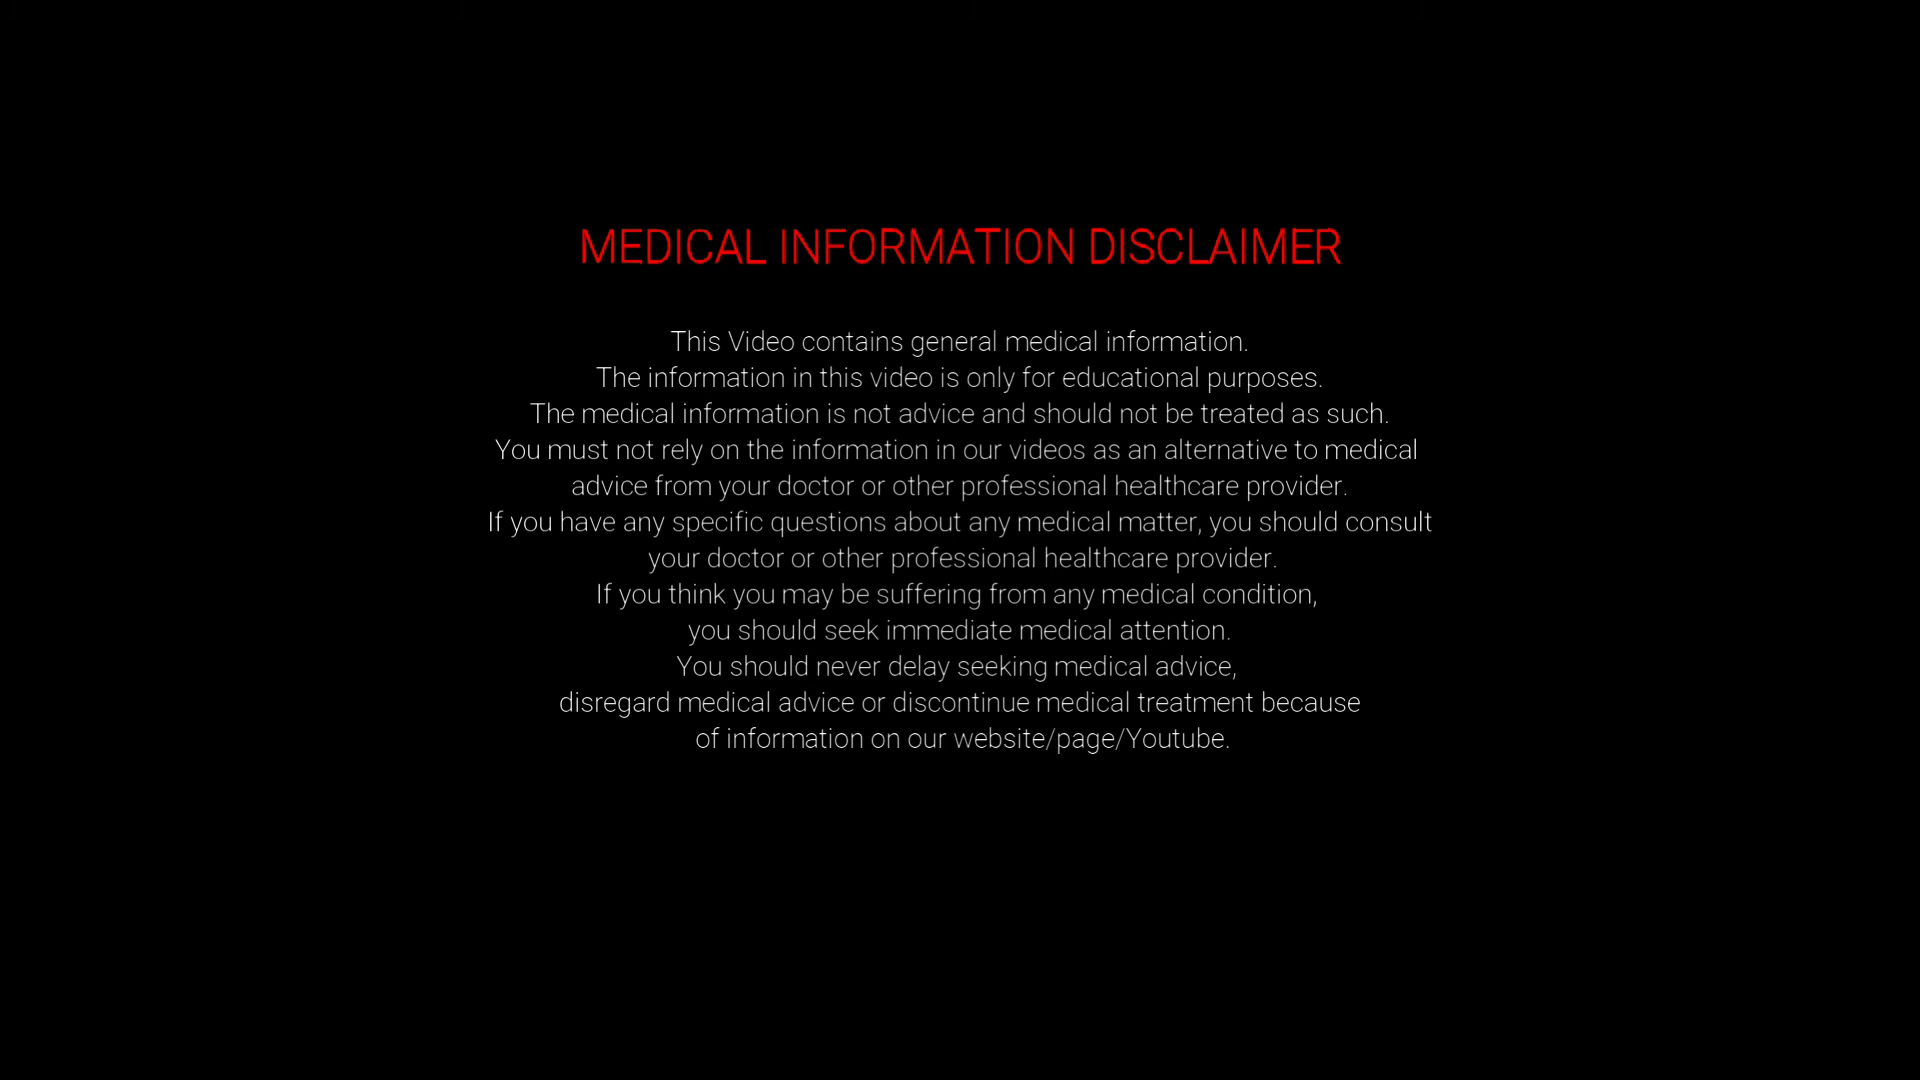 MEDICAL INFORMATION DISCLAIMER
This Video contains general medical information.
The information in this video is only for educational purposes.
The medical information is not advice and should not be treated as such.
You must not rely on the information in our videos as an alternative to medical
advice from your doctor or other professional healthcare provider.
If you have any specific questions about any medical matter, you should consult
your doctor or other professional healthcare provider.
If you think you may be suffering from any medical condition,
you should seek immediate medical attention.
You should never delay seeking medical advice,
disregard medical advice or discontinue medical treatment because
of information on our website/page/Youtube.